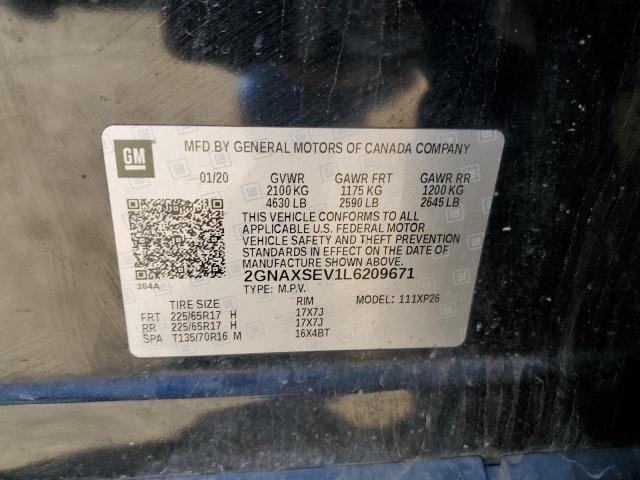 GM
MFD BY GENERAL MOTORS OF CANADA COMPANY
01/20 GVWR GAWR FRT GAWR RR
2100 KG 1175 KG 1200 KG
4630 LB 2590 LB 2645 LB
THIS VEHICLE CONFORMS TO ALL
APPLICABLE U.S. FEDERAL MOTOR
VEHICLE SAFETY AND THEFT PREVENTION
STANDARDS IN EFFECT ON THE DATE OF
MANUFACTURE SHOWN ABOVE.
2GNAXSEV1L6209671
384A
TYPE: M.P.V.
TIRE SIZE RIM MODEL: 111XP26
FRT 225/65R17 H 17X7J
RR 225/65R17 H 17X7J
SPA T135/70R16 M 16X4BT